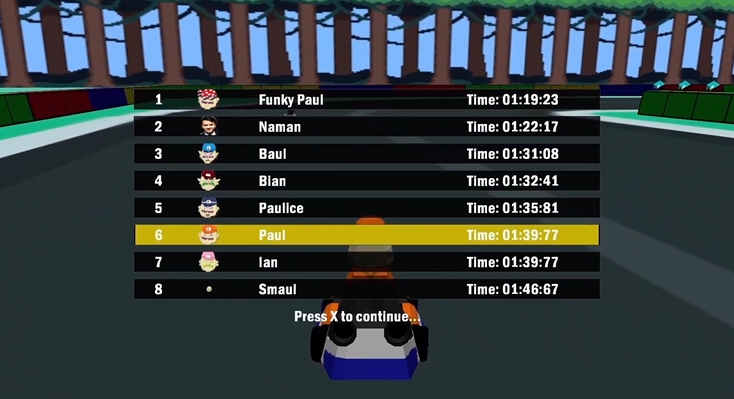 1 Funky Paul Time: 01:19:23
2 Naman Time: 01:22:17
3 Baul Time: 01:31:08
4 Bian Time: 01:32:41
5 Paulice Time: 01:35:81
6 Paul Time: 01:39:77
7 Ian Time: 01:39:77
8 Smaul Time: 01:46:67
Press X to continue...